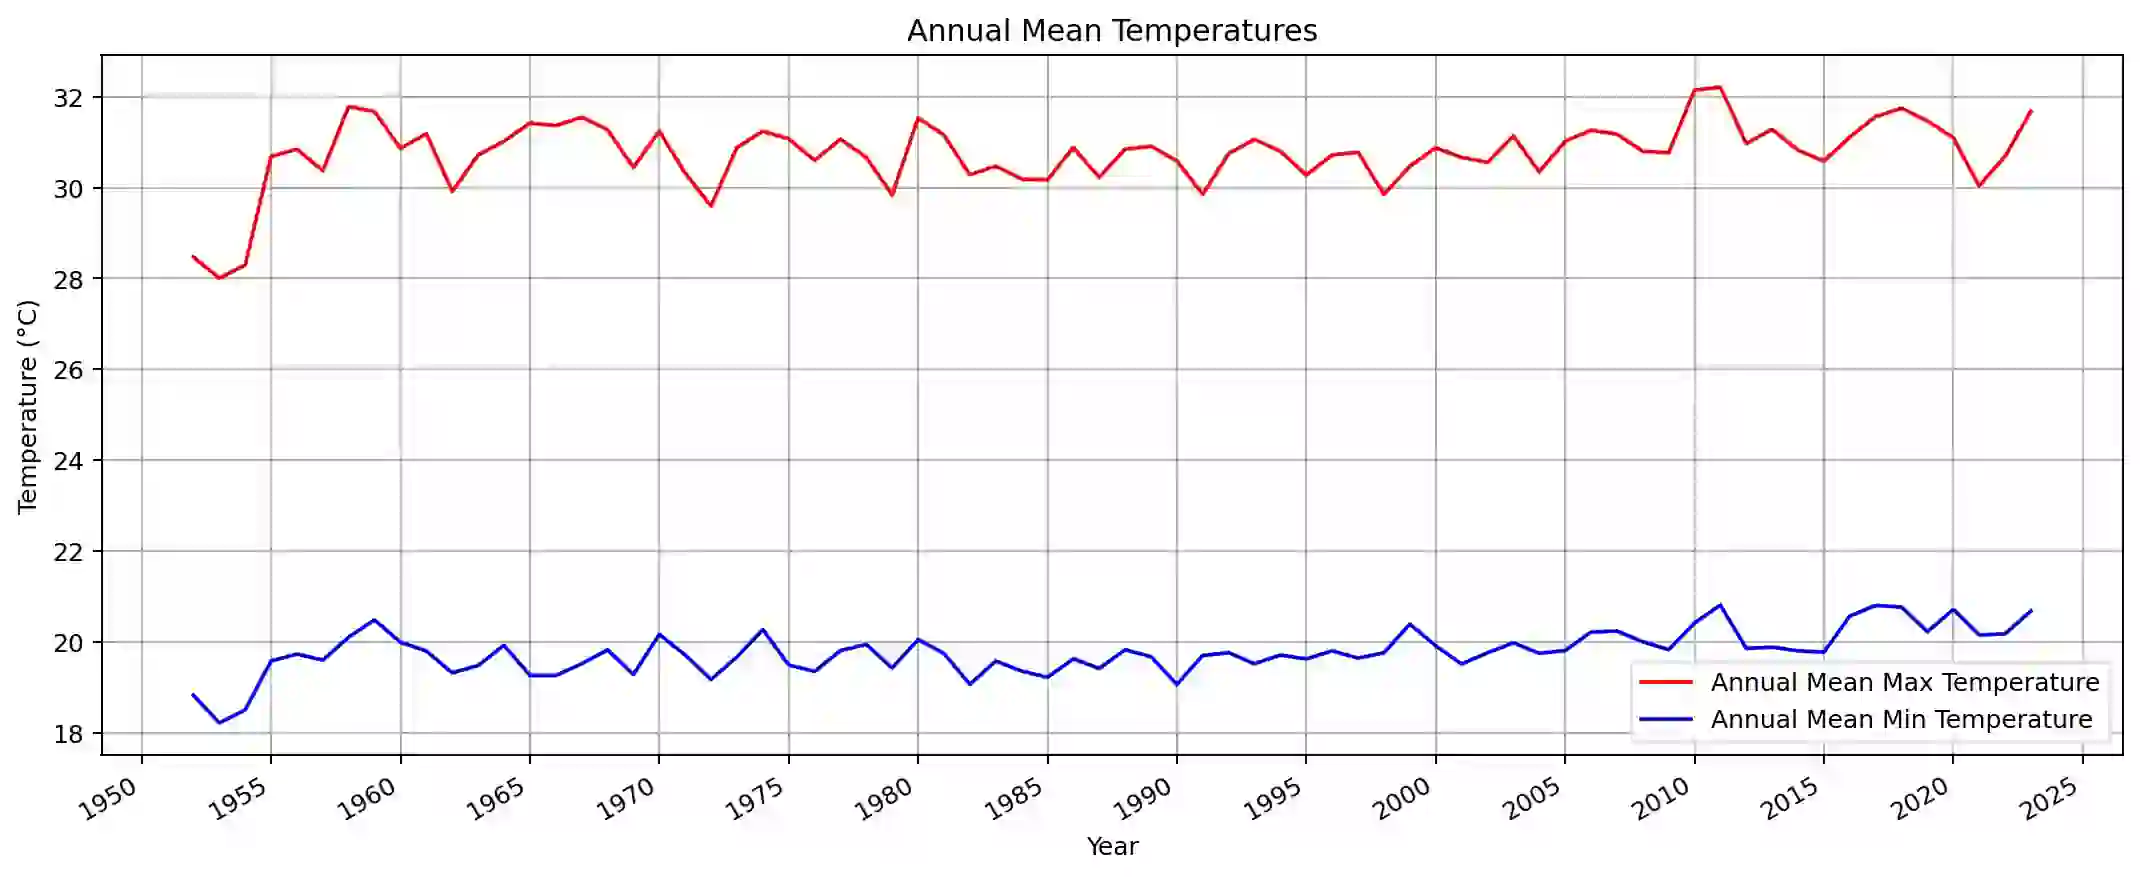 Annual Mean Temperatures
32
30
28
26
24
22
20
18
Temperature (°C)
Annual Mean Max Temperature
Annual Mean Min Temperature
1950 1955 1960 1965 1970 1975 1980 1985 1990 1995 2000 2005 2010 2015 2020 2025
Year